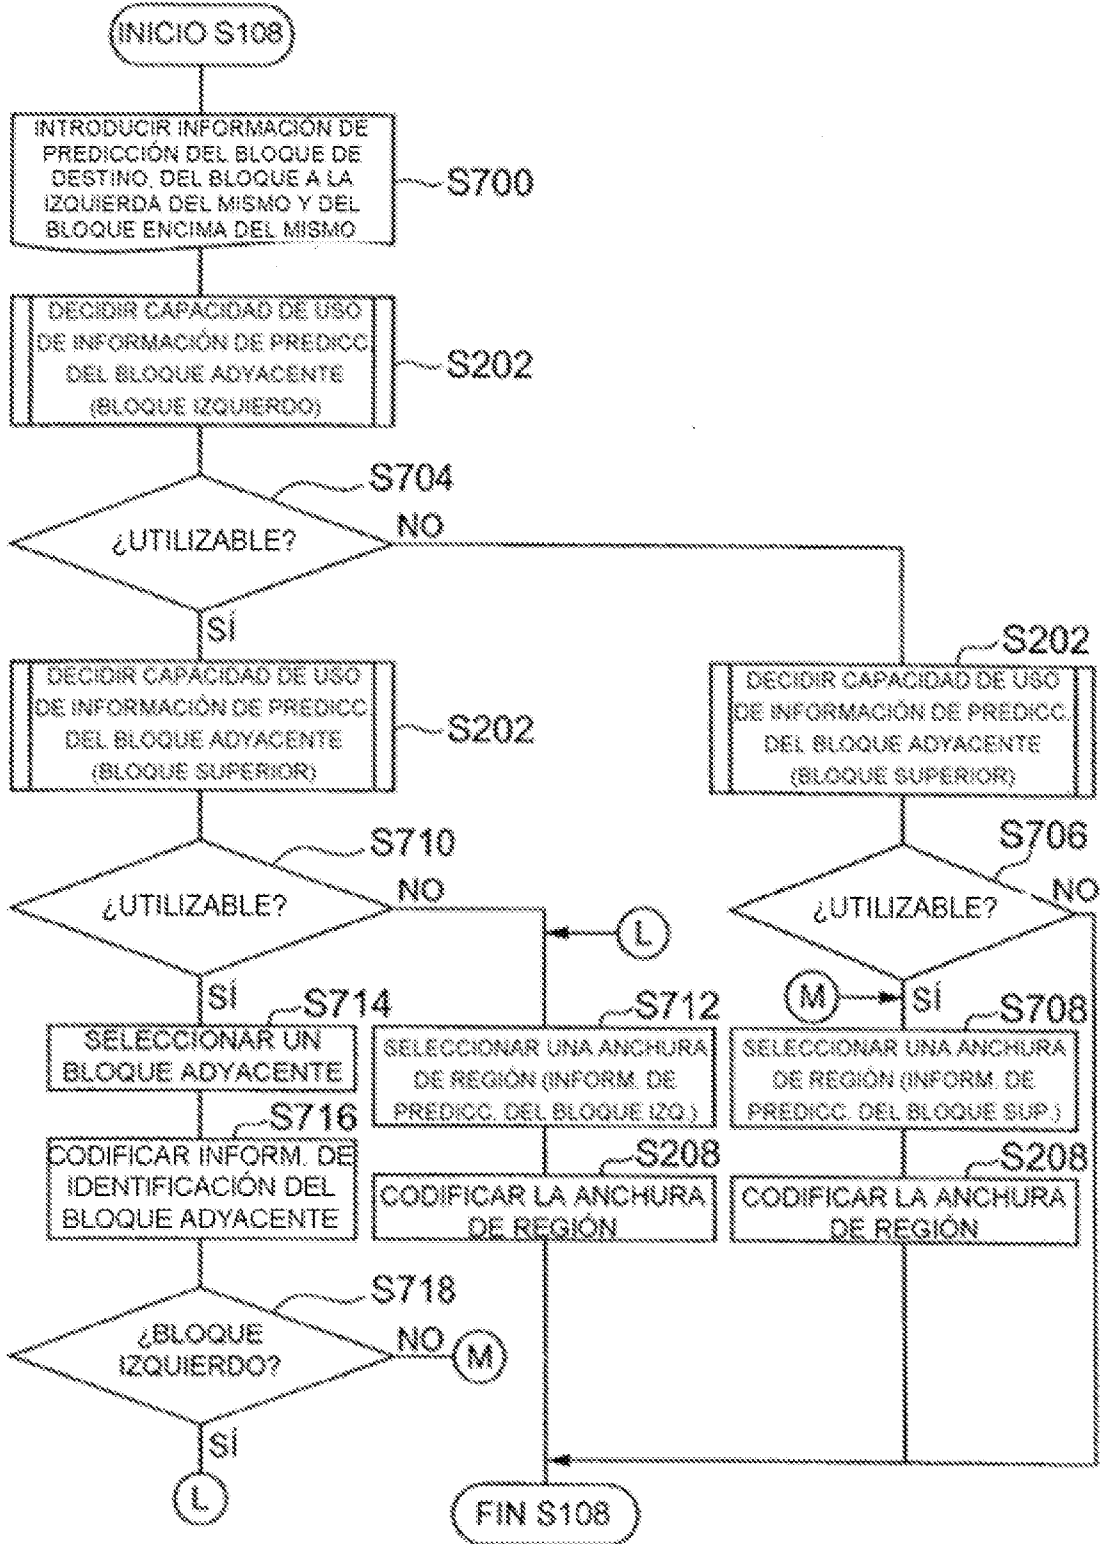 INICIO S108
INTRODUCIR INFORMACIÓN DE
PREDICCIÓN DEL BLOQUE DE
DESTINO, DEL BLOQUE A LA
IZQUIERDA DEL MISMO Y DEL
BLOQUE ENCIMA DEL MISMO
S700
DECIDIR CAPACIDAD DE USO
DE INFORMACIÓN DE PREDICC
DEL BLOQUE ADYACENTE
(BLOQUE IZQUIERDO)
S202
S704
¿UTILIZABLE?
NO
SÍ
DECIDIR CAPACIDAD DE USO
DE INFORMACIÓN DE PREDICC
DEL BLOQUE ADYACENTE
(BLOQUE SUPERIOR)
S202
S202
DECIDIR CAPACIDAD DE USO
DE INFORMACIÓN DE PREDICC.
DEL BLOQUE ADYACENTE
(BLOQUE SUPERIOR)
S710
¿UTILIZABLE?
NO
L
S706
¿UTILIZABLE?
NO
SÍ
M
SÍ
S714
SELECCIONAR UN
BLOQUE ADYACENTE
S712
SELECCIONAR UNA ANCHURA
DE REGIÓN (INFORM. DE
PREDICC. DEL BLOQUE IZQ.)
S708
SELECCIONAR UNA ANCHURA
DE REGIÓN (INFORM. DE
PREDICC. DEL BLOQUE SUP.)
S716
CODIFICAR INFORM. DE
IDENTIFICACIÓN DEL
BLOQUE ADYACENTE
S208
CODIFICAR LA ANCHURA
DE REGIÓN
S208
CODIFICAR LA ANCHURA
DE REGIÓN
S718
¿BLOQUE
IZQUIERDO?
NO
M
SÍ
L
FIN S108